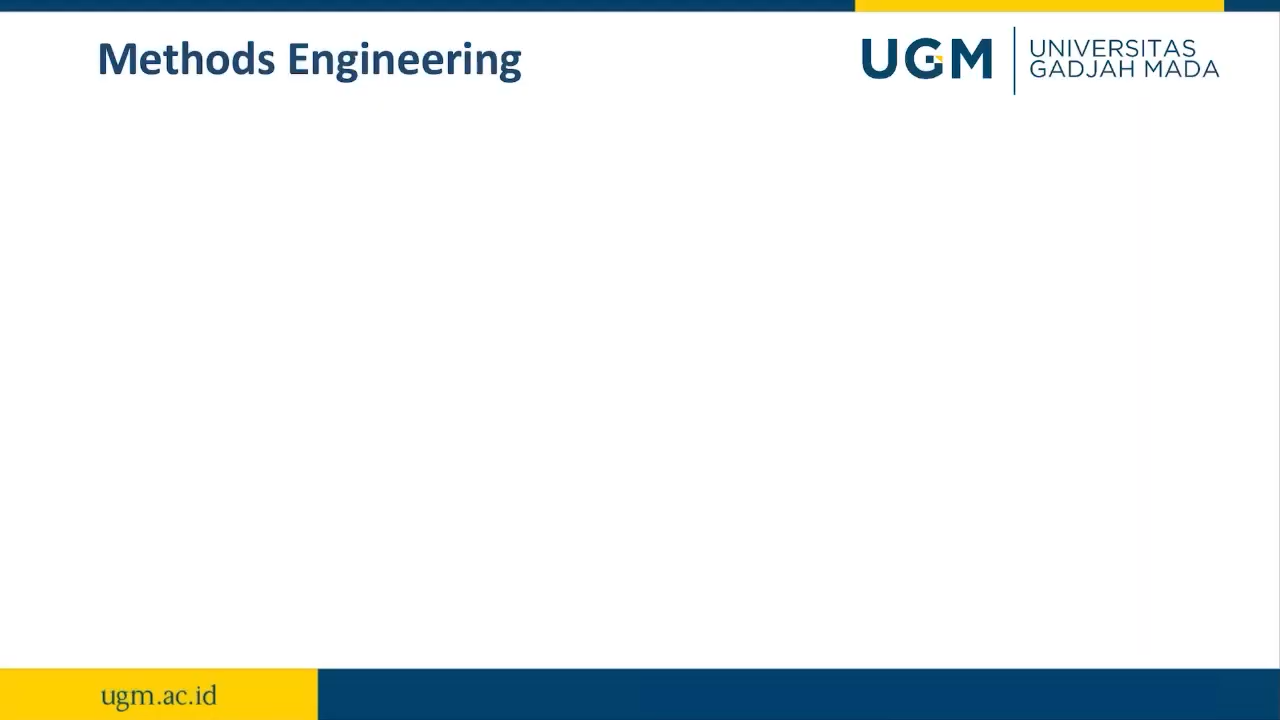 Methods Engineering
UGM
UNIVERSITAS
GADJAH MADA
ugm.ac.id